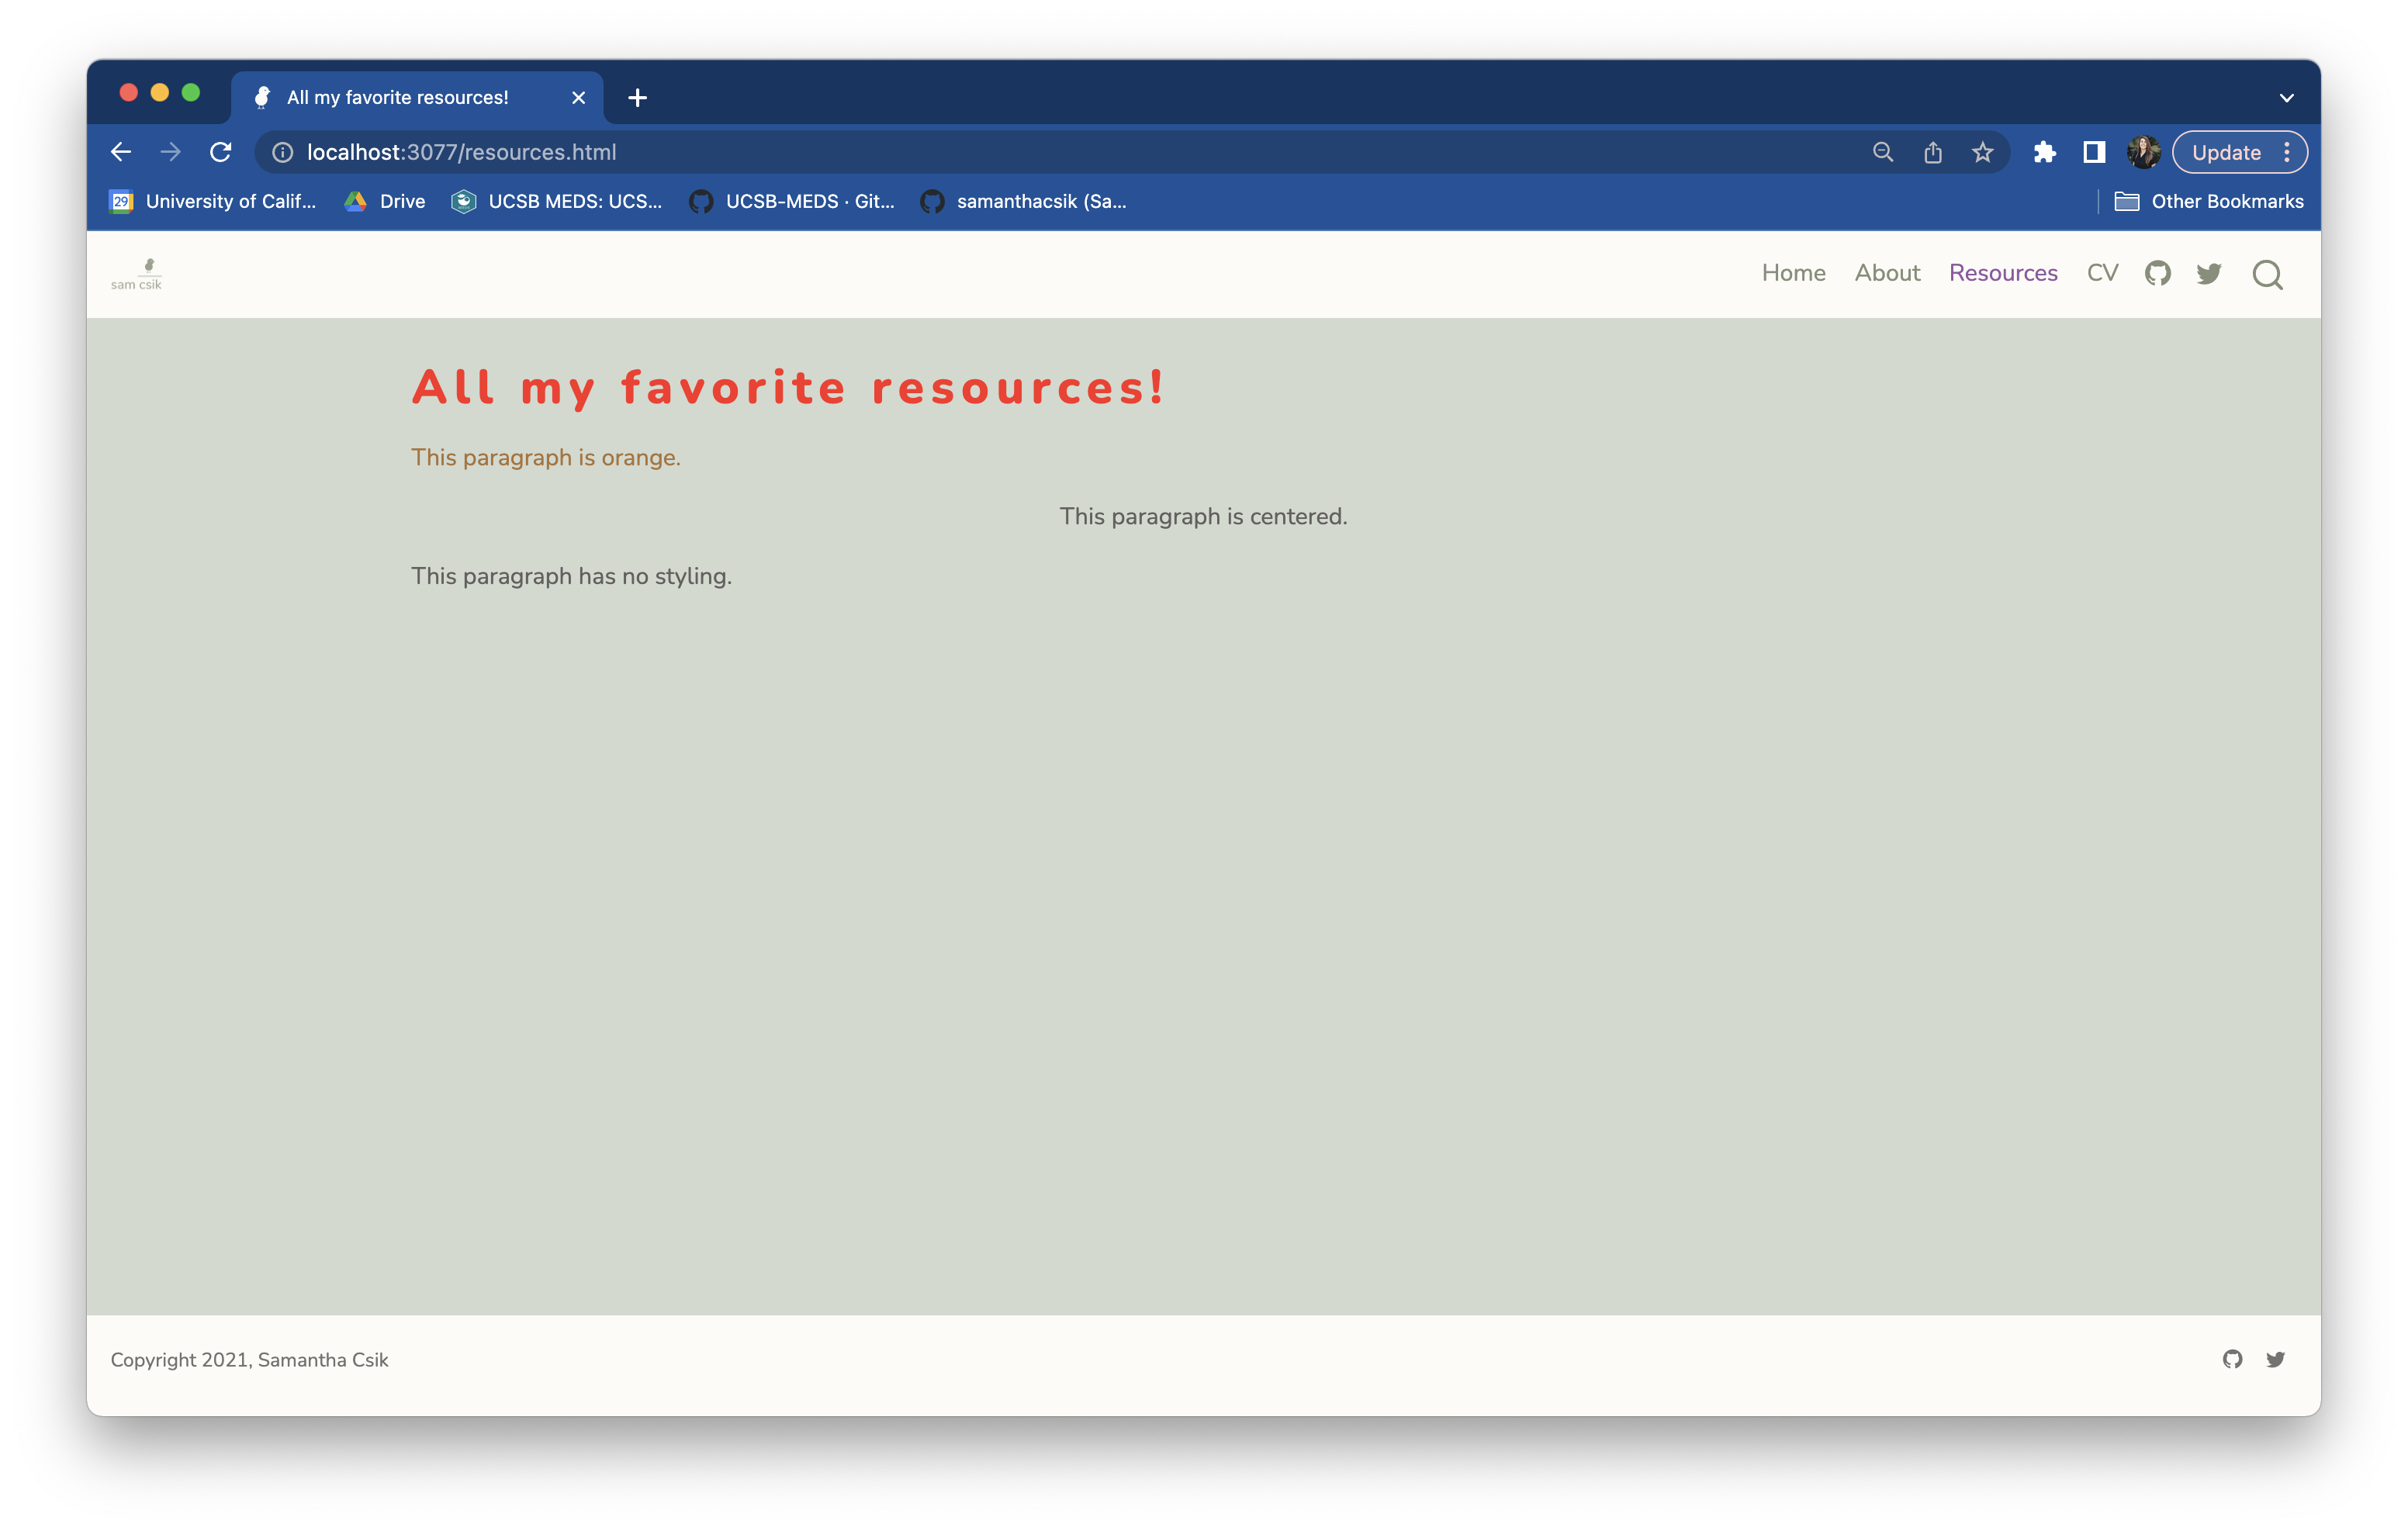 All my favorite resources!
localhost:3077/resources.html
Update
29
University of Calif...
Drive
UCSB MEDS: UCS...
UCSB-MEDS · Git...
samanthacsik (Sa...
Other Bookmarks
sam csik
Home
About
Resources
CV
All my favorite resources!
This paragraph is orange.
This paragraph is centered.
This paragraph has no styling.
Copyright 2021, Samantha Csik